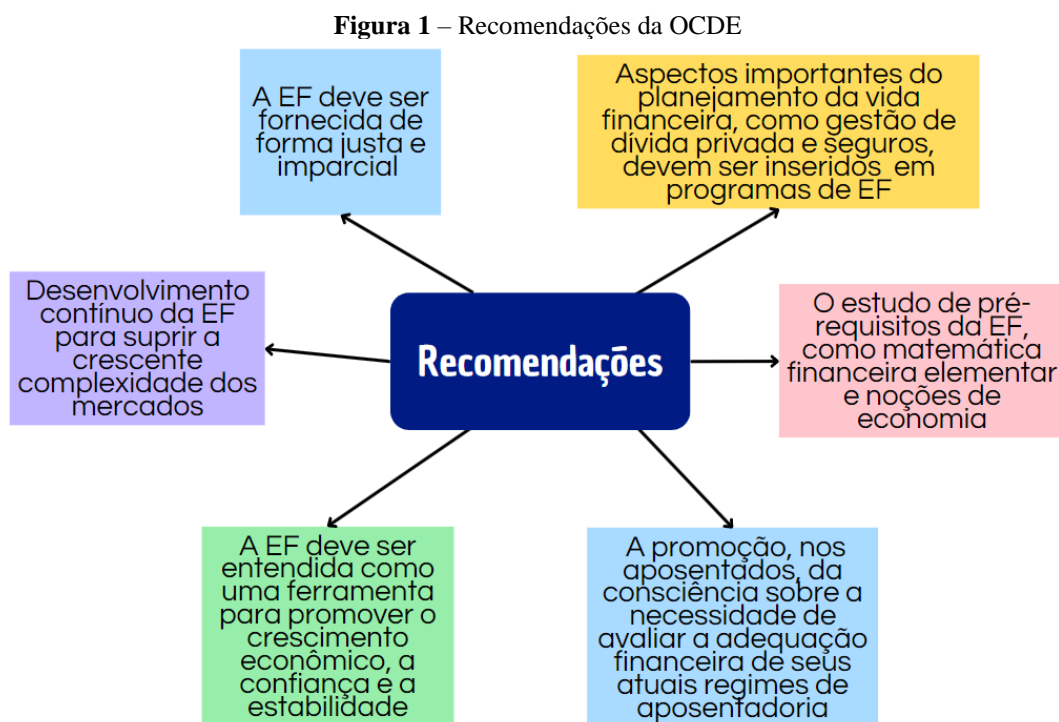 Figura 1 – Recomendações da OCDE
A EF deve ser
fornecida de
forma justa e
imparcial
Aspectos importantes do
planejamento da vida
financeira, como gestão de
dívida privada e seguros,
devem ser inseridos em
programas de EF
Desenvolvimento
contínuo da EF
para suprir a
crescente
complexidade dos
mercados
Recomendações
O estudo de pré-
requisitos da EF,
como matemática
financeira elementar
e noções de
economia
A EF deve ser
entendida como
uma ferramenta
para promover o
crescimento
econômico, a
confiança e a
estabilidade
A promoção, nos
aposentados, da
consciência sobre a
necessidade de
avaliar a adequação
financeira de seus
atuais regimes de
aposentadoria